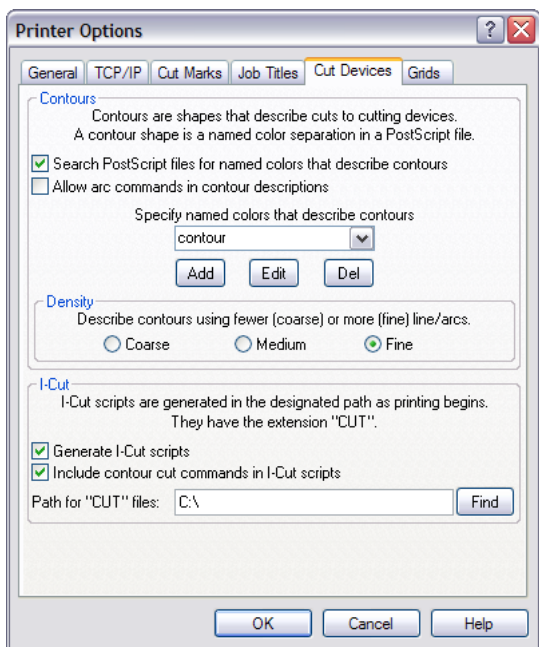 Printer Options
General TCP/IP Cut Marks Job Titles Cut Devices Grids
Contours
Contours are shapes that describe cuts to cutting devices.
A contour shape is a named color separation in a PostScript file.
Search PostScript files for named colors that describe contours
Allow arc commands in contour descriptions
Specify named colors that describe contours
contour
Add Edit Del
Density
Describe contours using fewer (coarse) or more (fine) line/arcs.
Coarse Medium Fine
I-Cut
I-Cut scripts are generated in the designated path as printing begins.
They have the extension "CUT".
Generate I-Cut scripts
Include contour cut commands in I-Cut scripts
Path for "CUT" files: C:\ Find
OK Cancel Help